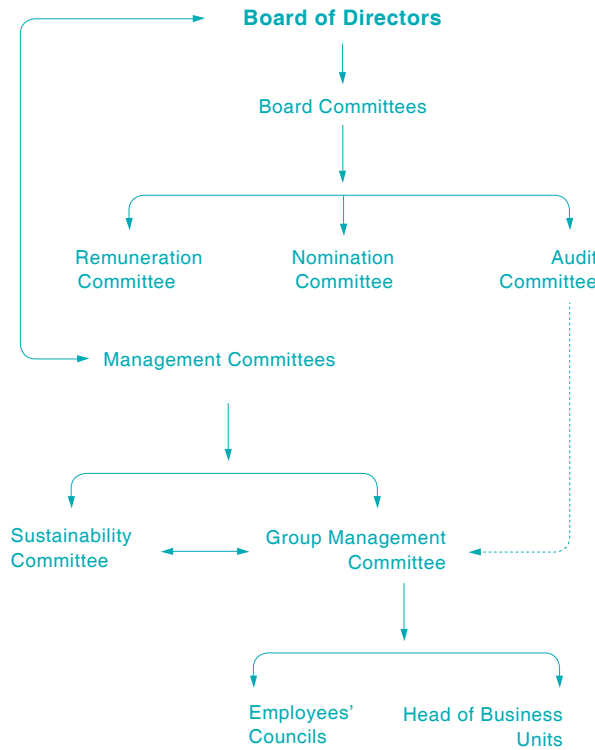 Board of Directors
Board Committees
Remuneration
Committee
Nomination
Committee
Audit
Committee
Management Committees
Sustainability
Committee
Group Management
Committee
Employees’
Councils
Head of Business
Units